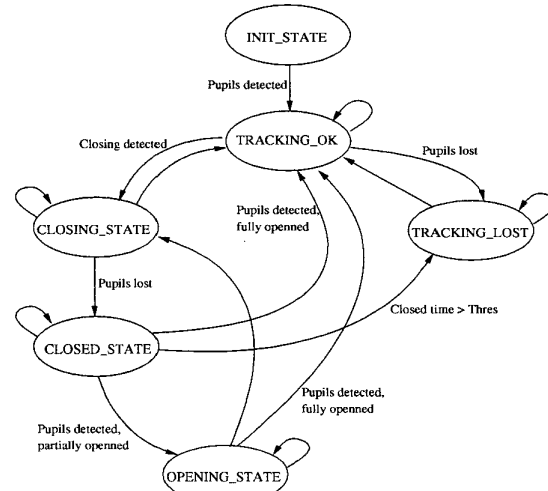 INIT_STATE
Pupils detected
TRACKING_OK
Closing detected
Pupils lost
CLOSING_STATE
Pupils detected,
fully openned
TRACKING_LOST
Pupils lost
Closed time > Thres
CLOSED_STATE
Pupils detected,
fully openned
Pupils detected,
partially openned
OPENING_STATE